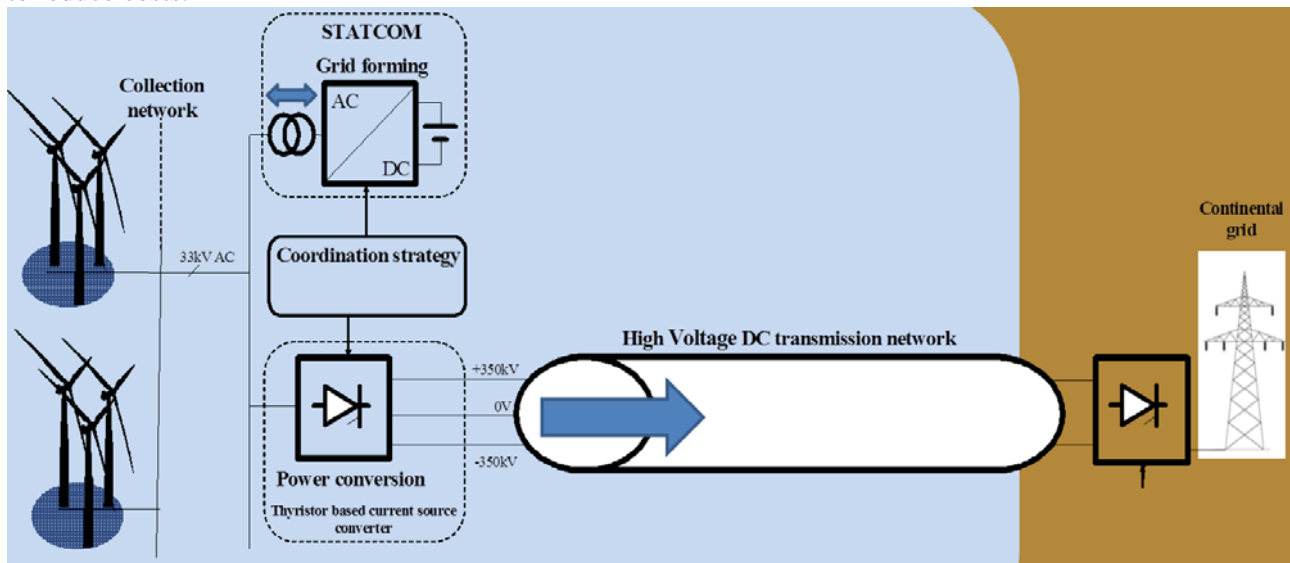 STATCOM
Grid forming
Collection
network
AC
DC
33kV AC
Coordination strategy
Continental
grid
High Voltage DC transmission network
+350kV
0V
-350kV
Power conversion
Thyristor based current source
converter